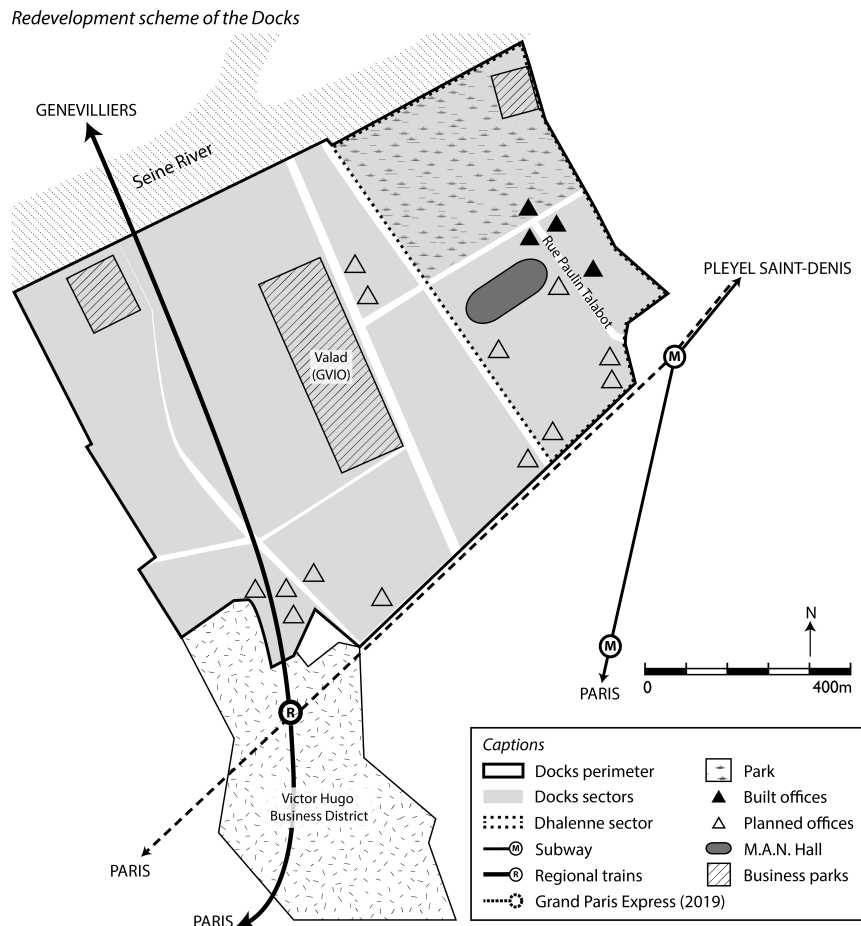 Redevelopment scheme of the Docks
GENEVILLIERS
Seine River
Rue Paulin Talabot
PLEYEL SAINT-DENIS
M
Valad
(GVIO)
M
PARIS
N
0 400m
R
Victor Hugo
Business District
PARIS
PARIS
Captions
Docks perimeter
Docks sectors
Dhalenne sector
M Subway
R Regional trains
Grand Paris Express (2019)
Park
Built offices
Planned offices
M.A.N. Hall
Business parks